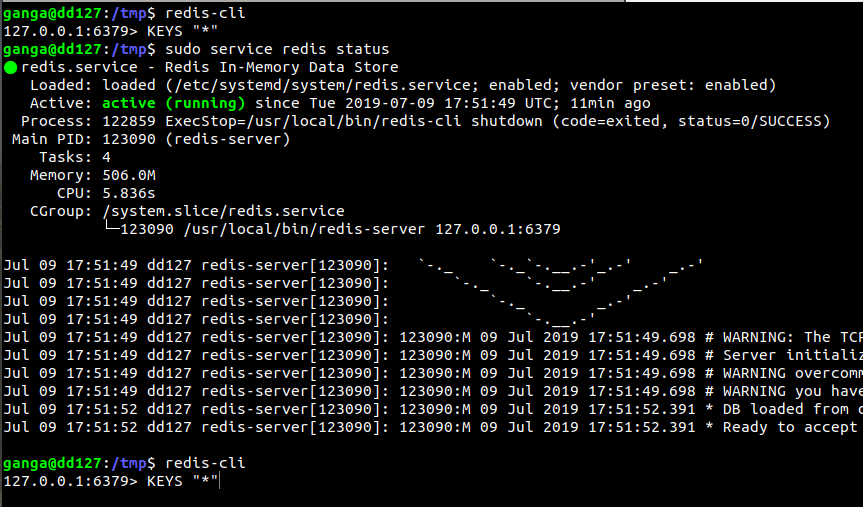 ganga@dd127:/tmp$ redis-cli
127.0.0.1:6379> KEYS "*"
ganga@dd127:/tmp$ sudo service redis status
● redis.service - Redis In-Memory Data Store
   Loaded: loaded (/etc/systemd/system/redis.service; enabled; vendor preset: enabled)
   Active: active (running) since Tue 2019-07-09 17:51:49 UTC; 11min ago
  Process: 122859 ExecStop=/usr/local/bin/redis-cli shutdown (code=exited, status=0/SUCCESS)
 Main PID: 123090 (redis-server)
    Tasks: 4
   Memory: 506.0M
      CPU: 5.836s
   CGroup: /system.slice/redis.service
           └─123090 /usr/local/bin/redis-server 127.0.0.1:6379
Jul 09 17:51:49 dd127 redis-server[123090]:   `-._    `-._`-.__.-'_.-'    _.-'
Jul 09 17:51:49 dd127 redis-server[123090]:       `-._    `-.__.-'    _.-'
Jul 09 17:51:49 dd127 redis-server[123090]:           `-._        _.-'
Jul 09 17:51:49 dd127 redis-server[123090]:               `-.__.-'
Jul 09 17:51:49 dd127 redis-server[123090]: 123090:M 09 Jul 2019 17:51:49.698 # WARNING: The TCP
Jul 09 17:51:49 dd127 redis-server[123090]: 123090:M 09 Jul 2019 17:51:49.698 # Server initializ
Jul 09 17:51:49 dd127 redis-server[123090]: 123090:M 09 Jul 2019 17:51:49.698 # WARNING overcomm
Jul 09 17:51:49 dd127 redis-server[123090]: 123090:M 09 Jul 2019 17:51:49.698 # WARNING you have
Jul 09 17:51:52 dd127 redis-server[123090]: 123090:M 09 Jul 2019 17:51:52.391 * DB loaded from
Jul 09 17:51:52 dd127 redis-server[123090]: 123090:M 09 Jul 2019 17:51:52.391 * Ready to accept
ganga@dd127:/tmp$ redis-cli
127.0.0.1:6379> KEYS "*"